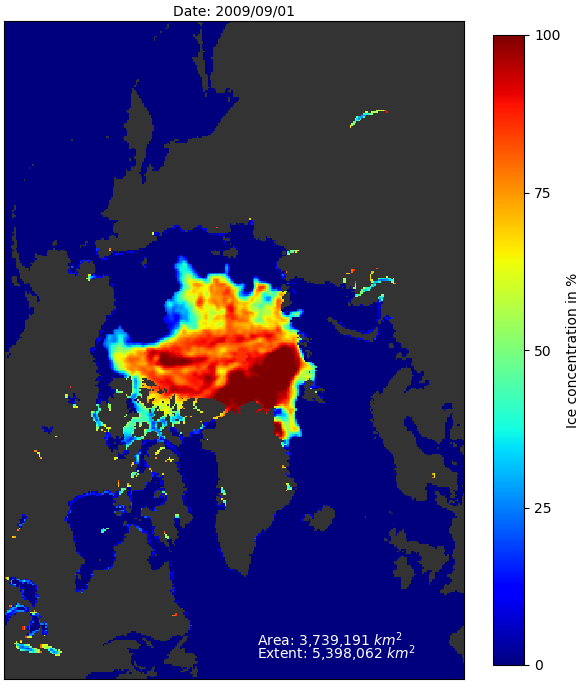 Date: 2009/09/01
100
75
50
25
0
Ice concentration in %
Area: 3,739,191 km²
Extent: 5,398,062 km²